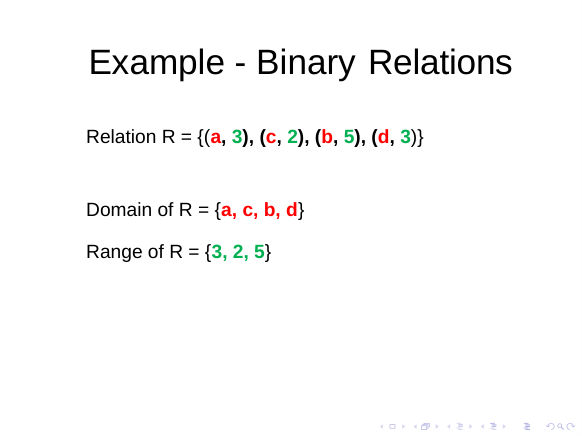 Example - Binary Relations
Relation R = {(a, 3), (c, 2), (b, 5), (d, 3)}
Domain of R = {a, c, b, d}
Range of R = {3, 2, 5}